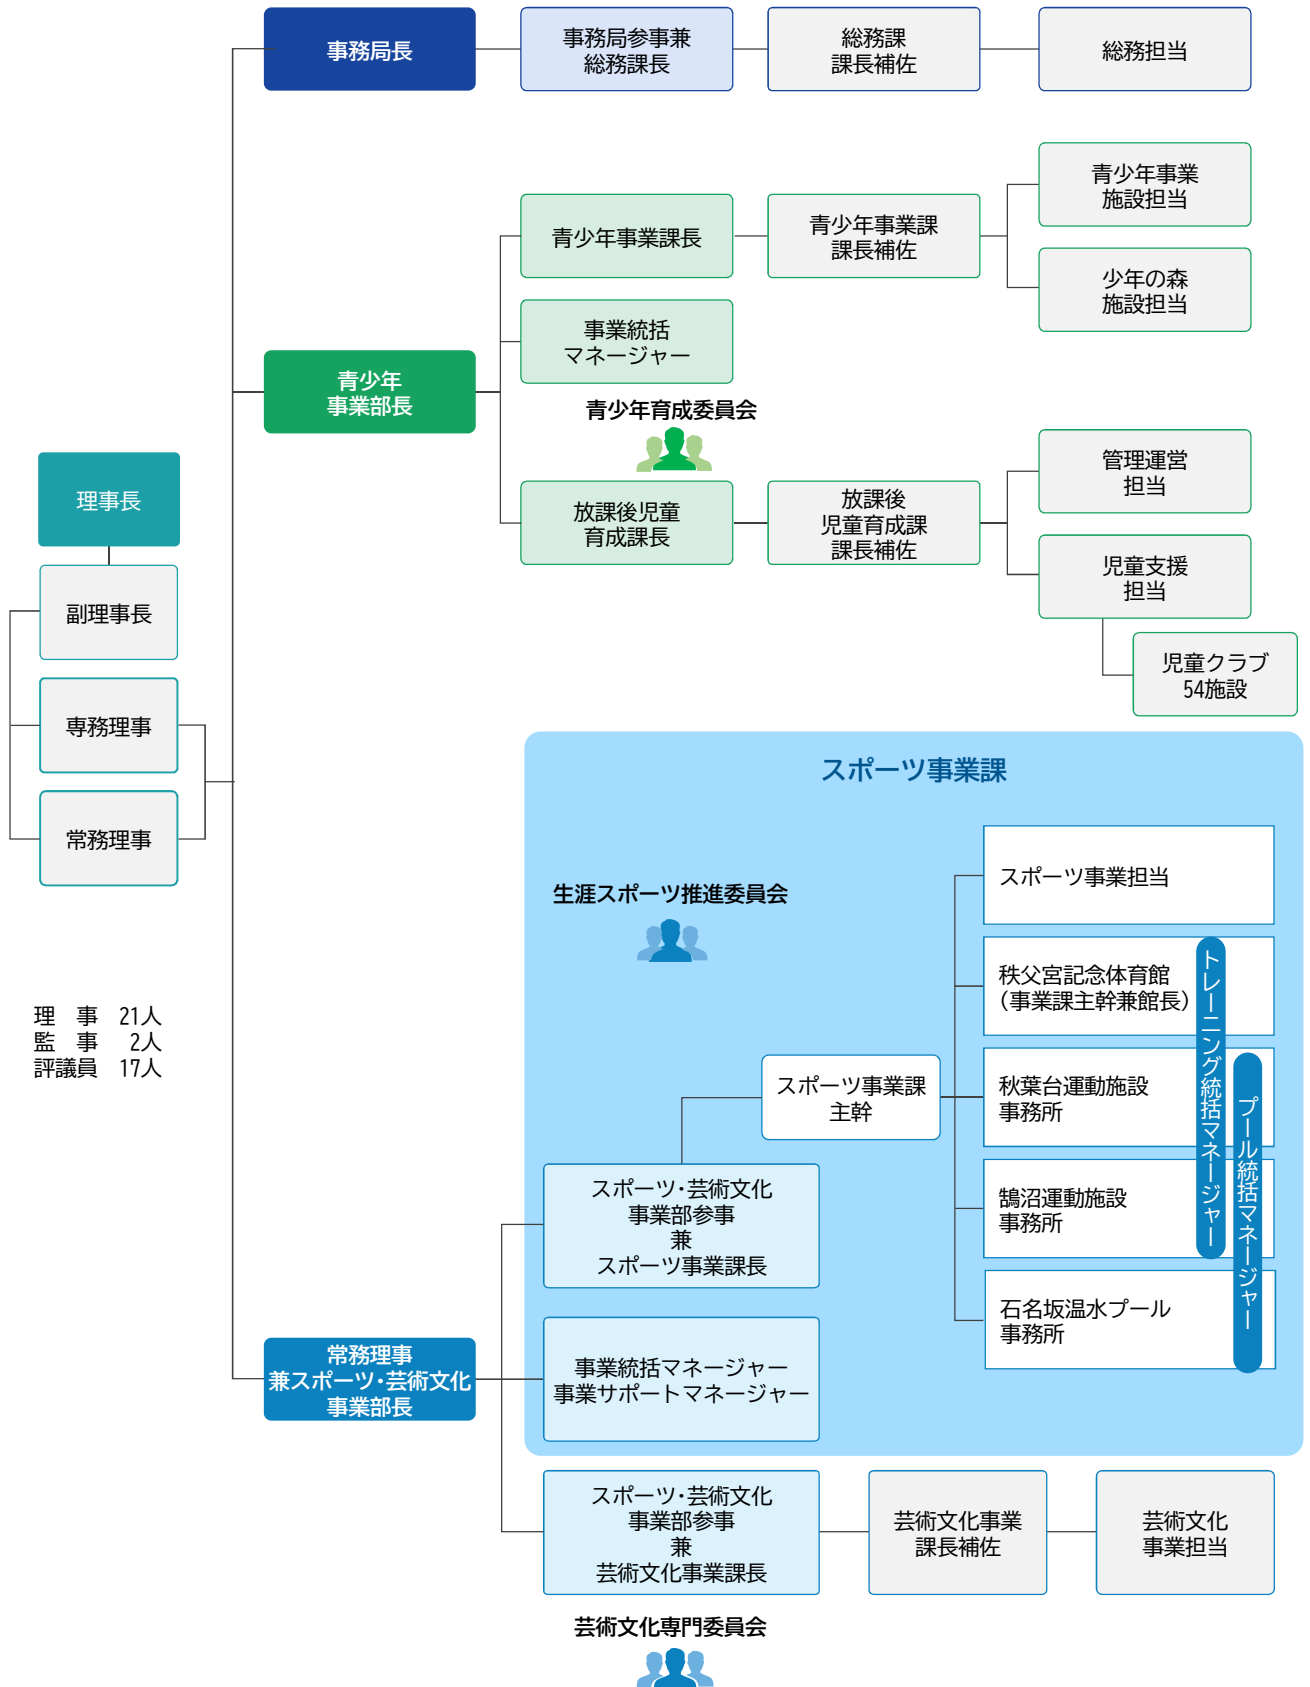 事務局長
事務局参事兼
総務課長
総務課
課長補佐
総務担当
青少年事業課長
青少年事業課
課長補佐
青少年事業
施設担当
少年の森
施設担当
事業統括
マネージャー
青少年
事業部長
青少年育成委員会
放課後児童
育成課長
放課後
児童育成課
課長補佐
管理運営
担当
児童支援
担当
児童クラブ
54施設
理事長
副理事長
専務理事
常務理事
理　事　21人
監　事　2人
評議員　17人
スポーツ事業課
生涯スポーツ推進委員会
スポーツ事業担当
秩父宮記念体育館
（事業課主幹兼館長）
秋葉台運動施設
事務所
鵠沼運動施設
事務所
石名坂温水プール
事務所
トレーニング統括マネージャー
プール統括マネージャー
スポーツ事業課
主幹
スポーツ・芸術文化
事業部参事
兼
スポーツ事業課長
常務理事
兼スポーツ・芸術文化
事業部長
事業統括マネージャー
事業サポートマネージャー
スポーツ・芸術文化
事業部参事
兼
芸術文化事業課長
芸術文化事業
課長補佐
芸術文化
事業担当
芸術文化専門委員会